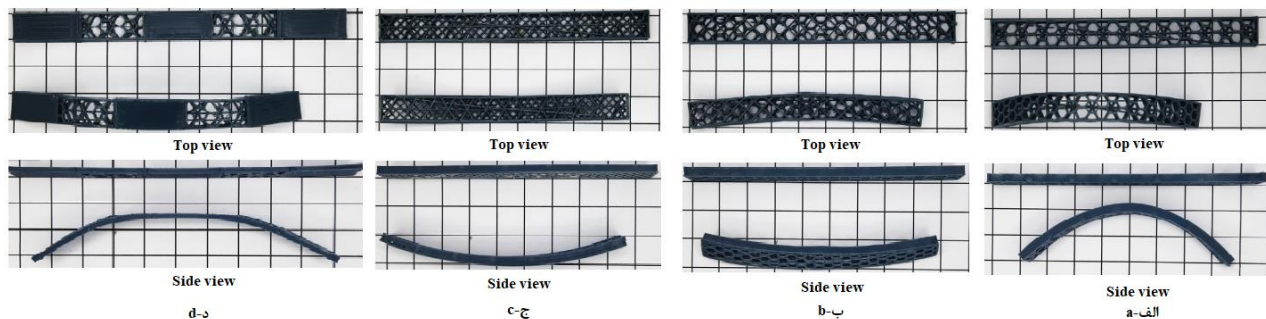 Top view Top view Top view Top view
Side view Side view Side view Side view
د-d ج-c ب-b الف-a